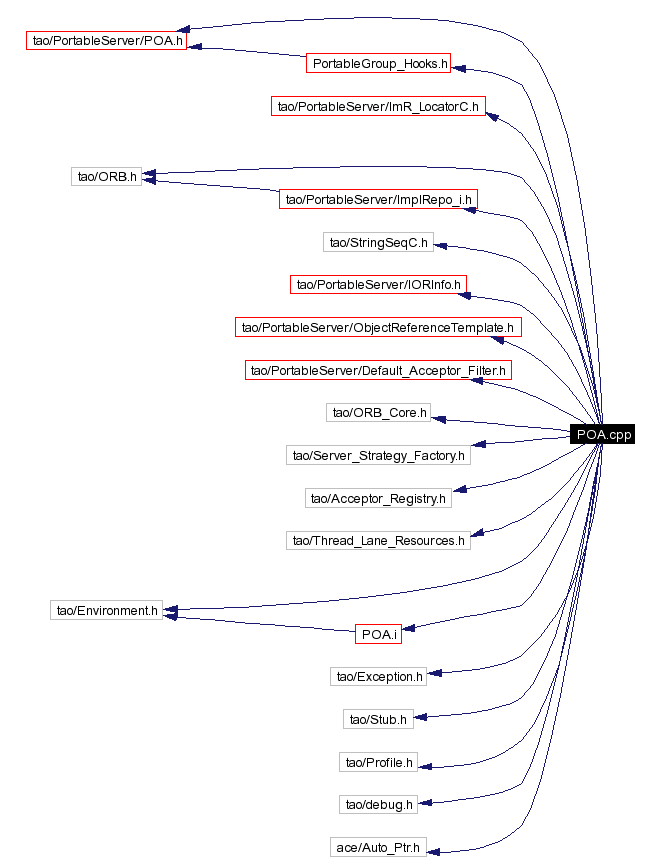 tao/PortableServer/POA.h
PortableGroup_Hooks.h
tao/PortableServer/ImR_LocatorC.h
tao/ORB.h
tao/PortableServer/ImplRepo_i.h
tao/StringSeqC.h
tao/PortableServer/IORInfo.h
tao/PortableServer/ObjectReferenceTemplate.h
tao/PortableServer/Default_Acceptor_Filter.h
tao/ORB_Core.h
POA.cpp
tao/Server_Strategy_Factory.h
tao/Acceptor_Registry.h
tao/Thread_Lane_Resources.h
tao/Environment.h
POA.i
tao/Exception.h
tao/Stub.h
tao/Profile.h
tao/debug.h
ace/Auto_Ptr.h